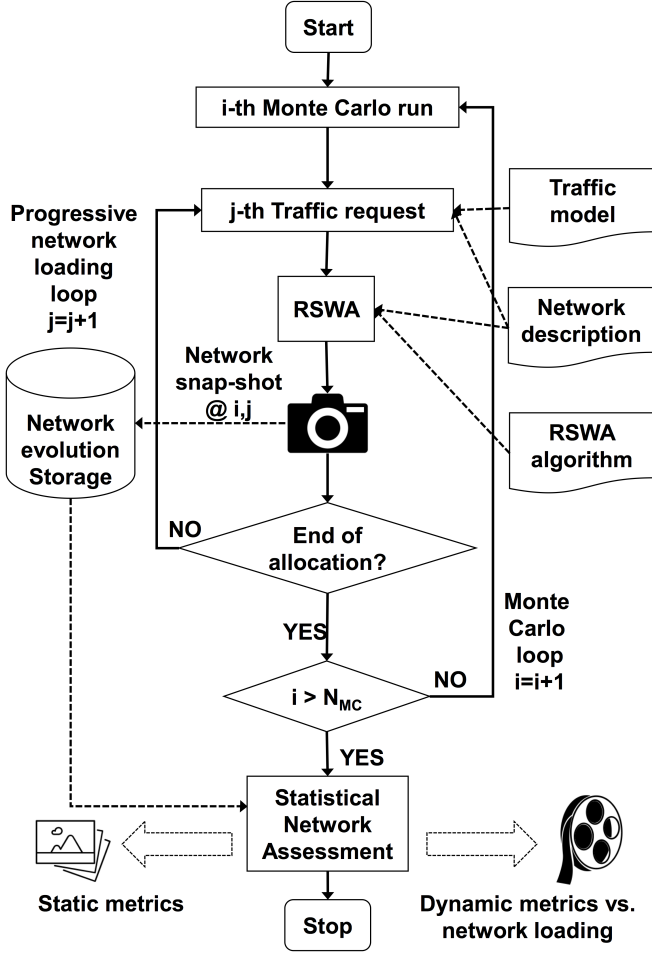 Start
i-th Monte Carlo run
j-th Traffic request
Traffic
model
Progressive
network
loading
loop
j=j+1
RSWA
Network
description
Network
snap-shot
@ i,j
Network
evolution
Storage
RSWA
algorithm
NO
End of
allocation?
YES
Monte
Carlo
loop
i=i+1
i > N_MC
NO
YES
Statistical
Network
Assessment
Static metrics
Dynamic metrics vs.
network loading
Stop